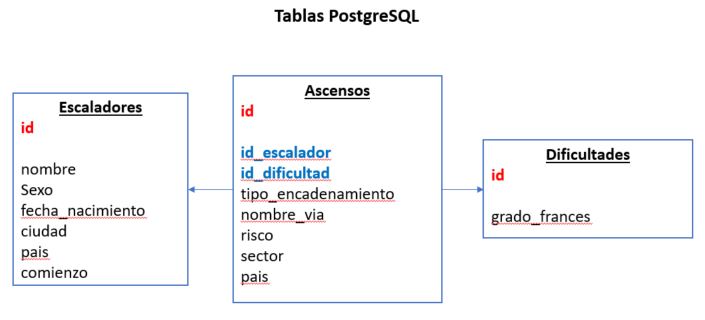 Tablas PostgreSQL
Escaladores
id
nombre
Sexo
fecha_nacimiento
ciudad
pais
comienzo
Ascensos
id
id_escalador
id_dificultad
tipo_encadenamiento
nombre_via
risco
sector
pais
Dificultades
id
grado_frances